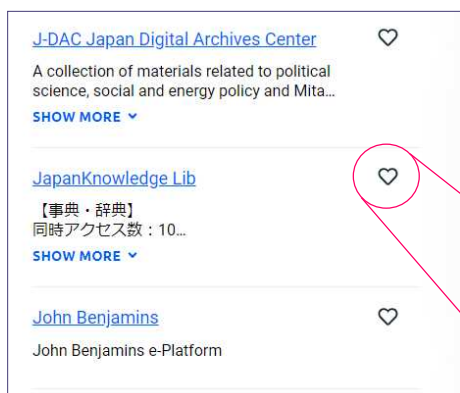 J-DAC Japan Digital Archives Center
A collection of materials related to political
science, social and energy policy and Mita...
SHOW MORE
JapanKnowledge Lib
【事典・辞典】
同時アクセス数：10...
SHOW MORE
John Benjamins
John Benjamins e-Platform